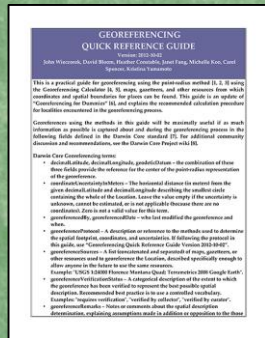 GEOREFERENCING
QUICK REFERENCE GUIDE
Version: 2012-10-02
John Wieczorek, David Bloom, Heather Constable, Janet Fang, Michelle Koo, Carol
Spencer, Kristina Yamamoto
This is a practical guide for georeferencing using the point-radius method [1, 2, 3] using
the Georeferencing Calculator [4, 5], maps, gazetteers, and other resources from which
coordinates and spatial boundaries for places can be found. This guide is an update of
"Georeferencing for Dummies" [6], and explains the recommended calculation procedure
for localities encountered in the georeferencing process.
Georeferences using the methods in this guide will be maximally useful if as much
information as possible is captured about and during the georeferencing process in the
following fields defined in the Darwin Core standard [7]. For additional community
discussion and recommendations, see the Darwin Core Project wiki [8].
Darwin Core Georeferencing terms:
• decimalLatitude, decimalLongitude, geodeticDatum – the combination of these
three fields provide the reference for the center of the point-radius representation
of the georeference.
• coordinateUncertaintyInMeters – The horizontal distance (in meters) from the
given decimalLatitude and decimalLongitude describing the smallest circle
containing the whole of the Location. Leave the value empty if the uncertainty is
unknown, cannot be estimated, or is not applicable (because there are no
coordinates). Zero is not a valid value for this term.
• georeferencedBy, georeferencedDate – who last modified the georeference and
when.
• georeferenceProtocol – A description or reference to the methods used to determine
the spatial footprint, coordinates, and uncertainties. If following the protocol in
this guide, use "Georeferencing Quick Reference Guide Version 2012-10-02".
• georeferenceSources – A list (concatenated and separated) of maps, gazetteers, or
other resources used to georeference the Location, described specifically enough to
allow anyone in the future to use the same resources.
Example: "USGS 1:24000 Florence Montana Quad; Terrametrics 2008 Google Earth".
• georeferenceVerificationStatus – A categorical description of the extent to which
the georeference has been verified to represent the best possible spatial
description. Recommended best practice is to use a controlled vocabulary.
Examples: "requires verification", "verified by collector", "verified by curator".
• georeferenceRemarks – Notes or comments about the spatial description
determination, explaining assumptions made in addition or opposition to the those